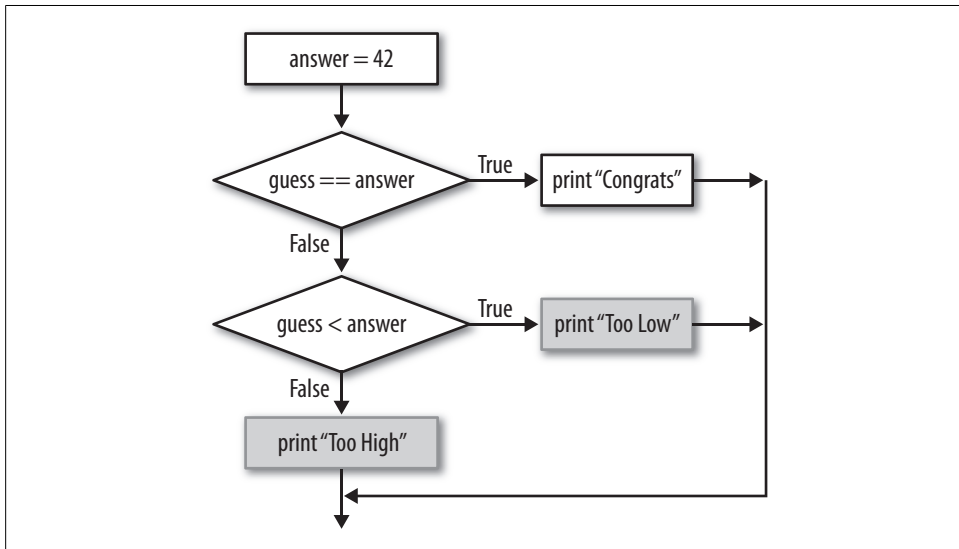 answer = 42
guess == answer
True
print “Congrats”
False
guess < answer
True
print “Too Low”
False
print “Too High”